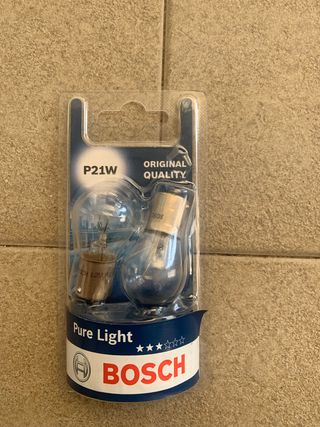 P21W
ORIGINAL
QUALITY
Pure Light
BOSCH